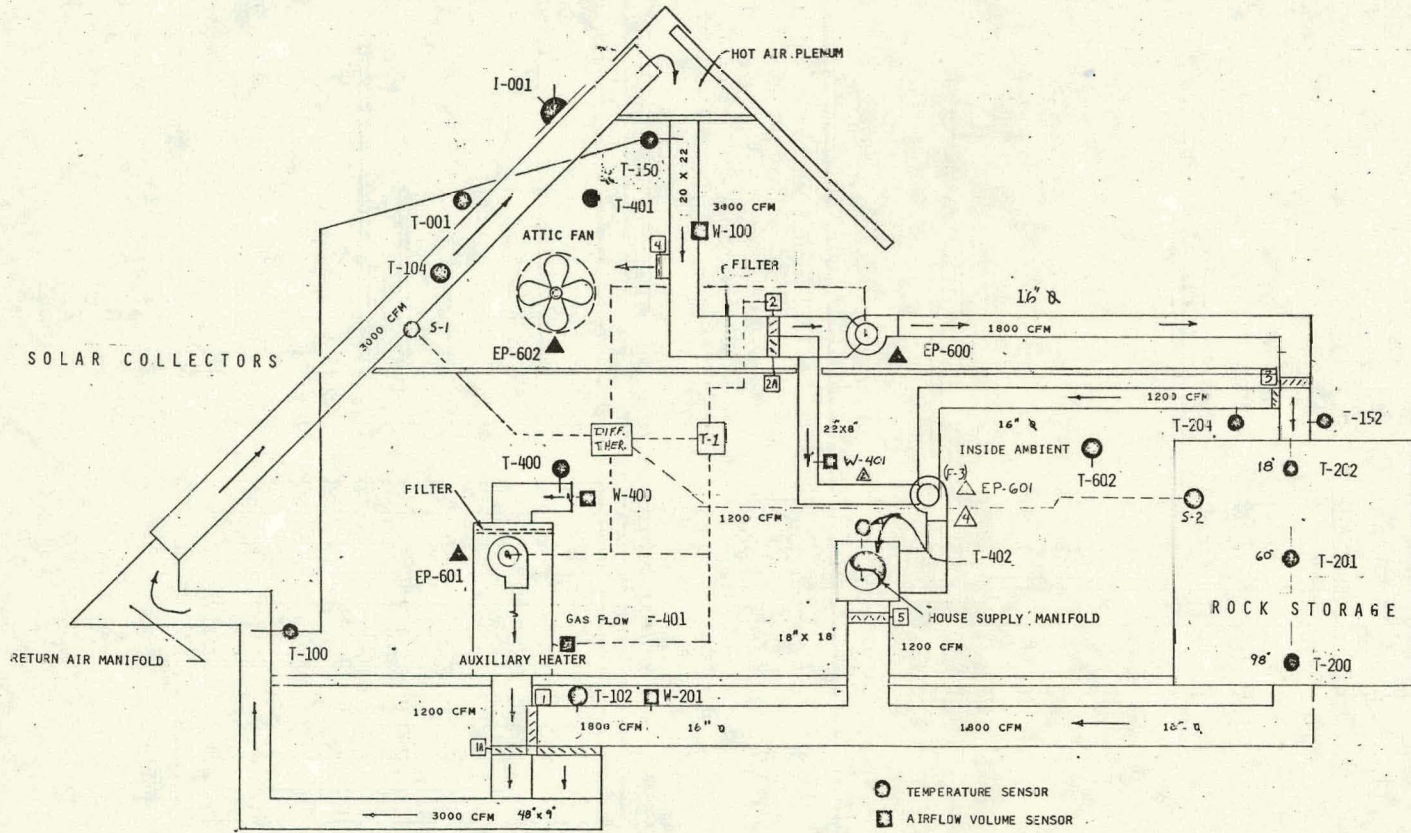 HOT AIR PLENUM
I-001
T-150
20 X 22
T-401
3000 CFM
T-001
W-100
ATTIC FAN
4
T-104
FILTER
2
16" Ø
3000 CFM
S-1
1800 CFM
SOLAR COLLECTORS
EP-602
EP-600
2A
3
1200 CFM
22X8"
16" Ø
T-204
T-152
DIFF.
THER.
T-1
INSIDE AMBIENT
T-400
W-401
18"
T-202
FILTER
2
(F-3)
EP-601
T-602
W-400
S-2
1200 CFM
4
T-402
60"
T-201
EP-601
ROCK STORAGE
GAS FLOW F-401
5
HOUSE SUPPLY MANIFOLD
18" X 18"
1200 CFM
98"
T-200
RETURN AIR MANIFOLD
T-100
AUXILIARY HEATER
1
T-102
W-201
1200 CFM
1800 CFM
16" Ø
1800 CFM
16" Ø
1A
TEMPERATURE SENSOR
3000 CFM
48" x 9"
AIRFLOW VOLUME SENSOR